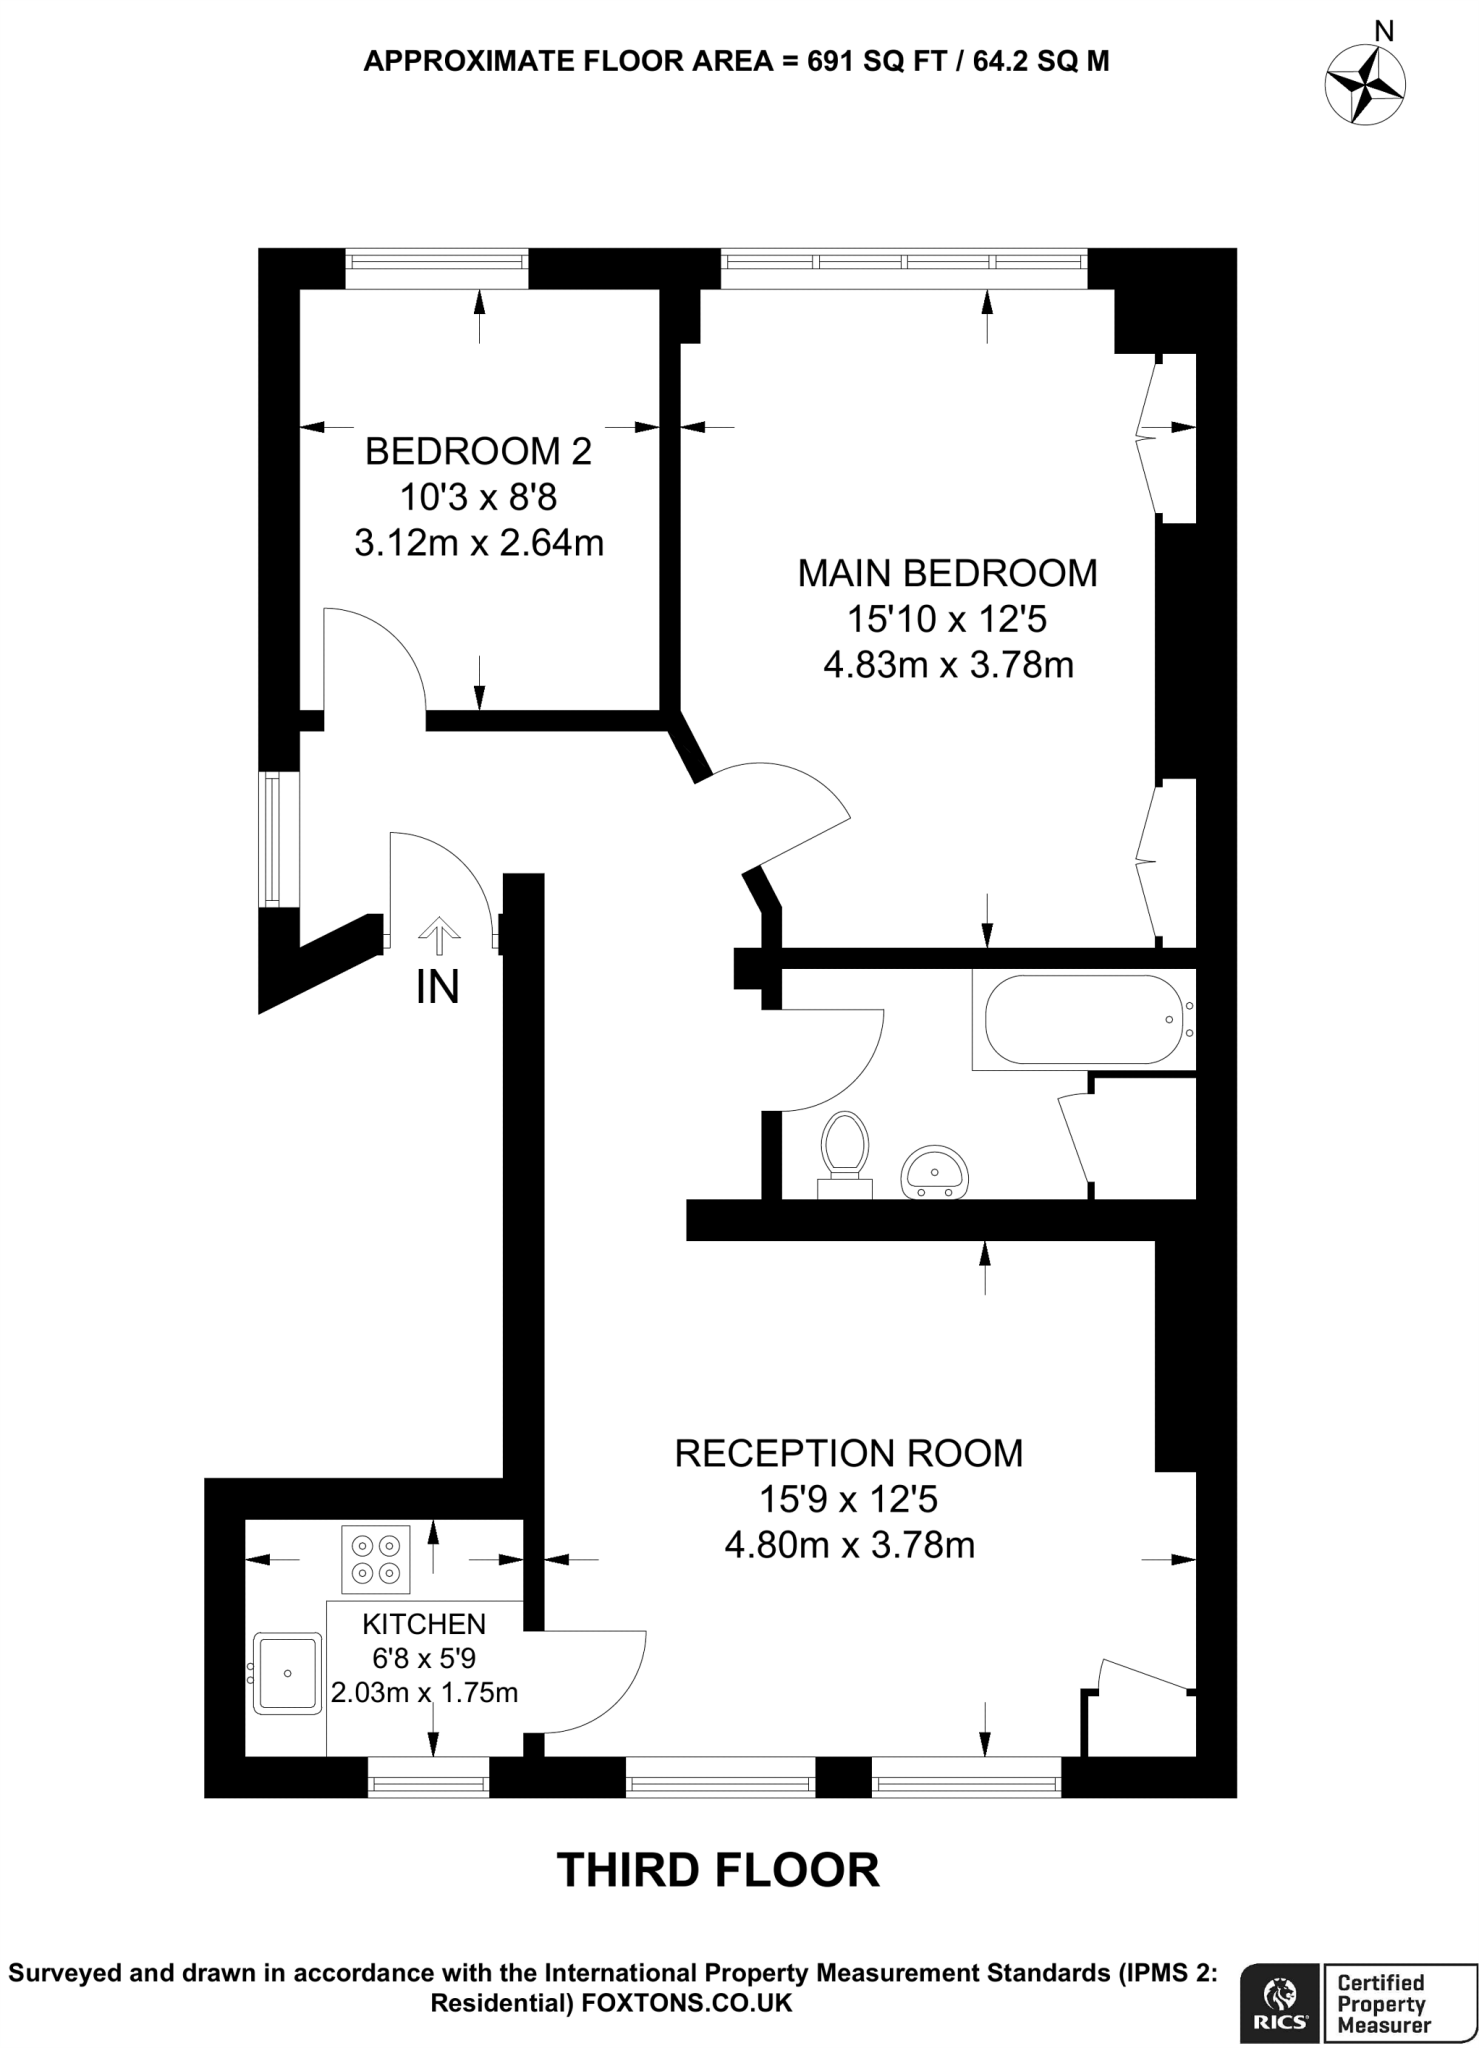 N
APPROXIMATE FLOOR AREA = 691 SQ FT / 64.2 SQ M
BEDROOM 2
10'3 x 8'8
3.12m x 2.64m
MAIN BEDROOM
15'10 x 12'5
4.83m x 3.78m
IN
RECEPTION ROOM
15'9 x 12'5
4.80m x 3.78m
KITCHEN
6'8 x 5'9
2.03m x 1.75m
THIRD FLOOR
Surveyed and drawn in accordance with the International Property Measurement Standards (IPMS 2:
Residential) FOXTONS.CO.UK
RICS
Certified
Property
Measurer